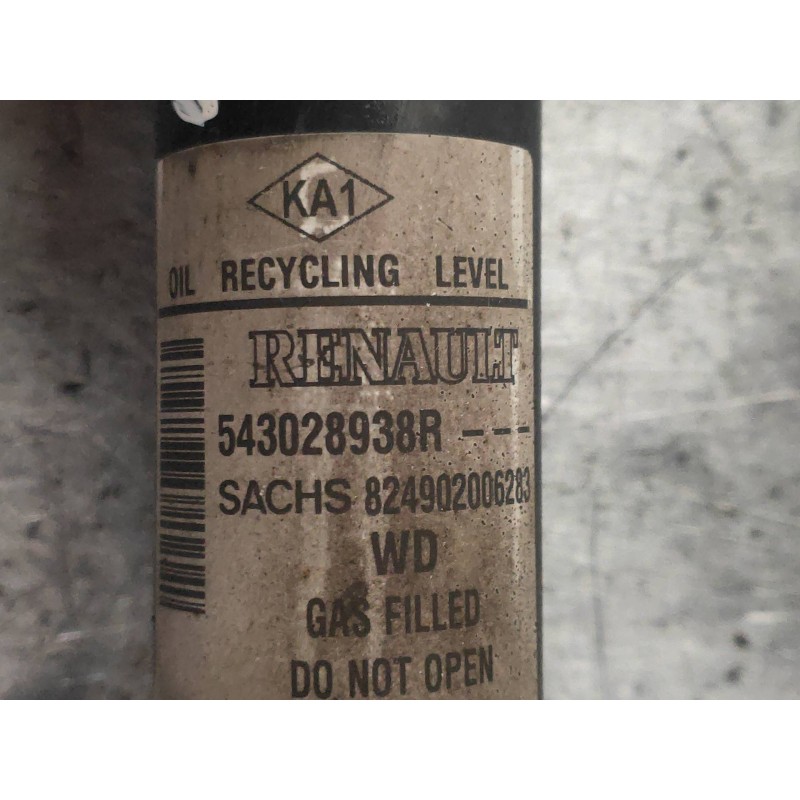 KA1
OIL RECYCLING LEVEL
RENAULT
543028938R ---
SACHS 824902006283
WD
GAS FILLED
DO NOT OPEN